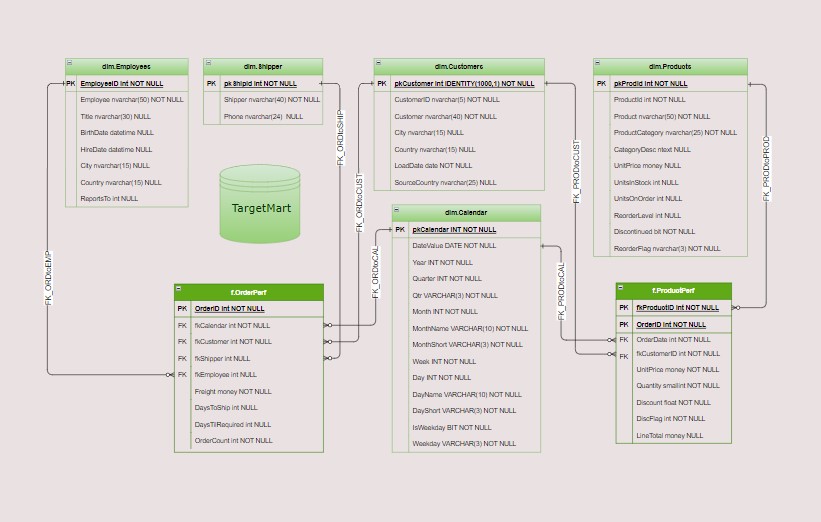 dim.Employees
PK EmployeeID int NOT NULL
Employee nvarchar(50) NOT NULL
Title nvarchar(30) NULL
BirthDate datetime NULL
HireDate datetime NULL
City nvarchar(15) NULL
Country nvarchar(15) NULL
ReportsTo int NULL
dim.Shipper
PK pkShipId int NOT NULL
Shipper nvarchar(40) NOT NULL
Phone nvarchar(24) NULL
dim.Customers
PK pkCustomer int IDENTITY(1000,1) NOT NULL
CustomerID nvarchar(5) NOT NULL
Customer nvarchar(40) NOT NULL
City nvarchar(15) NULL
Country nvarchar(15) NULL
LoadDate date NOT NULL
SourceCountry nvarchar(25) NULL
dim.Products
PK pkProdId int NOT NULL
ProductId int NOT NULL
Product nvarchar(50) NOT NULL
ProductCategory nvarchar(25) NOT NULL
CategoryDesc ntext NULL
UnitPrice money NULL
UnitsInStock int NULL
UnitsOnOrder int NULL
ReorderLevel int NULL
Discontinued bit NOT NULL
ReorderFlag nvarchar(3) NOT NULL
TargetMart
dim.Calendar
PK pkCalendar INT NOT NULL
DateValue DATE NOT NULL
Year INT NOT NULL
Quarter INT NOT NULL
Qtr VARCHAR(3) NOT NULL
Month INT NOT NULL
MonthName VARCHAR(10) NOT NULL
MonthShort VARCHAR(3) NOT NULL
Week INT NOT NULL
Day INT NOT NULL
DayName VARCHAR(10) NOT NULL
DayShort VARCHAR(3) NOT NULL
IsWeekday BIT NOT NULL
Weekday VARCHAR(3) NOT NULL
f.OrderPerf
PK OrderID int NOT NULL
FK fkCalendar int NOT NULL
FK fkCustomer int NOT NULL
FK fkShipper int NOT NULL
FK fkEmployee int NOT NULL
Freight money NOT NULL
DaysToShip int NULL
DaysTilRequired int NULL
OrderCount int NOT NULL
f.ProductPerf
PK fkProductID int NOT NULL
PK OrderID int NOT NULL
FK OrderDate int NOT NULL
FK fkCustomerID int NOT NULL
UnitPrice money NOT NULL
Quantity smallint NOT NULL
Discount float NOT NULL
DiscFlag int NOT NULL
LineTotal money NULL
FK_ORDtoEMP
FK_ORDtoSHIP
FK_ORDtoCUST
FK_ORDtoCAL
FK_PRODtoCAL
FK_PRODtoCUST
FK_PRODtoPROD